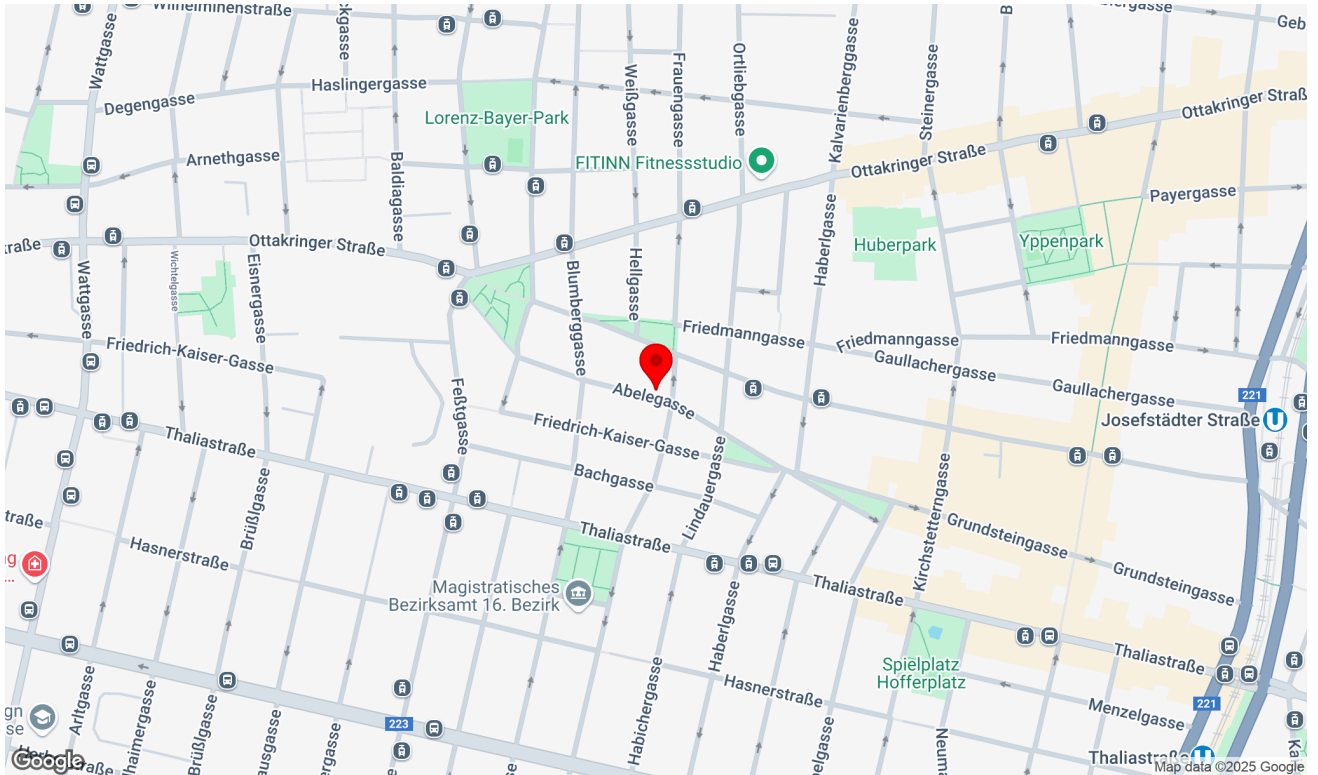 Wilhelminenstraße
Wattgasse
Degengasse
Haslingergasse
Lorenz-Bayer-Park
Arnethgasse
Baldiagasse
Weißgasse
Frauengasse
Ortliebgasse
FITINN Fitnessstudio
Kalvarienberggasse
Steinergasse
Ottakringer Straße
Payergasse
Huberpark
Yppenpark
Ottakringer Straße
Wattgasse
Wichtelgasse
Eisnergasse
Blumberggasse
Hellgasse
Haberlgasse
Friedmanngasse
Friedmanngasse
Friedmanngasse
Gaullachergasse
Gaullachergasse
Friedrich-Kaiser-Gasse
Feßtgasse
Abelegasse
221
Josefstädter Straße
Friedrich-Kaiser-Gasse
Thaliastraße
Bachgasse
Lindauergasse
Kirchstetterngasse
Brüßlgasse
Hasnerstraße
Thaliastraße
Grundsteingasse
Grundsteingasse
Magistratisches
Bezirksamt 16. Bezirk
Thaliastraße
Haberlgasse
Habichergasse
Spielplatz
Hofferplatz
Thaliastraße
Hasnerstraße
Menzelgasse
221
Arltgasse
Brüßlgasse
223
Thaliastraße
Google
Map data ©2025 Google